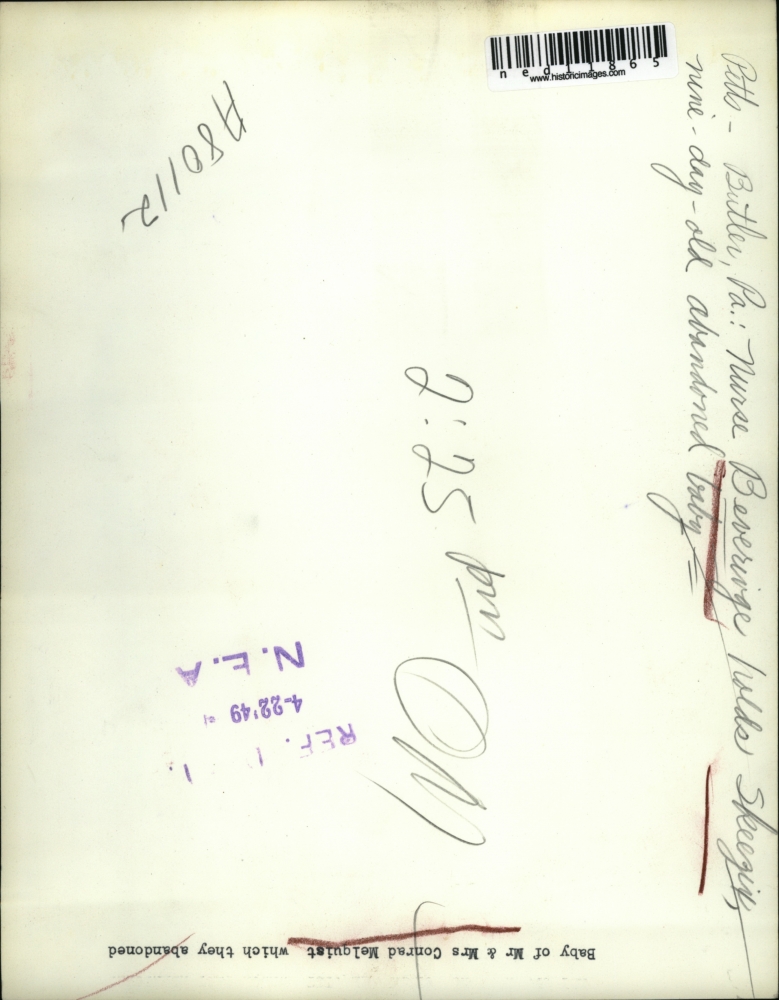 ned11865
www.historicimages.com
Pitts - Butler, Pa.: Nurse Beveridge holds Skeezix,
nine-day-old abandoned baby
A80112
2:25 pm
N.E.A
4-22'49
REF.
Baby of Mr & Mrs Conrad Melquist which they abandoned